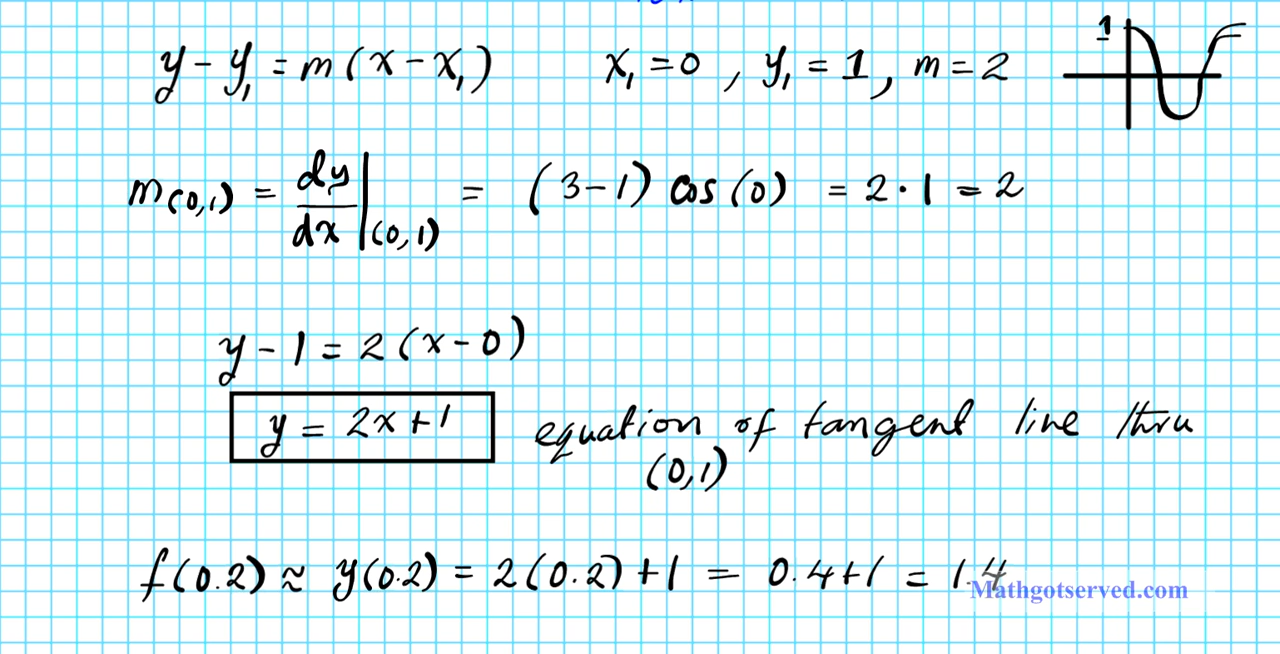 y - y₁ = m(x - x₁) x₁ = 0 , y₁ = 1 , m = 2
1
m(0,1) = dy/dx |(0,1) = (3-1) cos(0) = 2 · 1 = 2
y - 1 = 2(x - 0)
y = 2x + 1 equation of tangent line thru
(0,1)
f(0.2) ≈ y(0.2) = 2(0.2) + 1 = 0.4 + 1 = 1.4
Mathgotserved.com